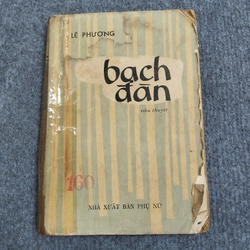 LÊ PHƯƠNG
bạch
đàn
tiểu thuyết
160
NHÀ XUẤT BẢN PHỤ NỮ